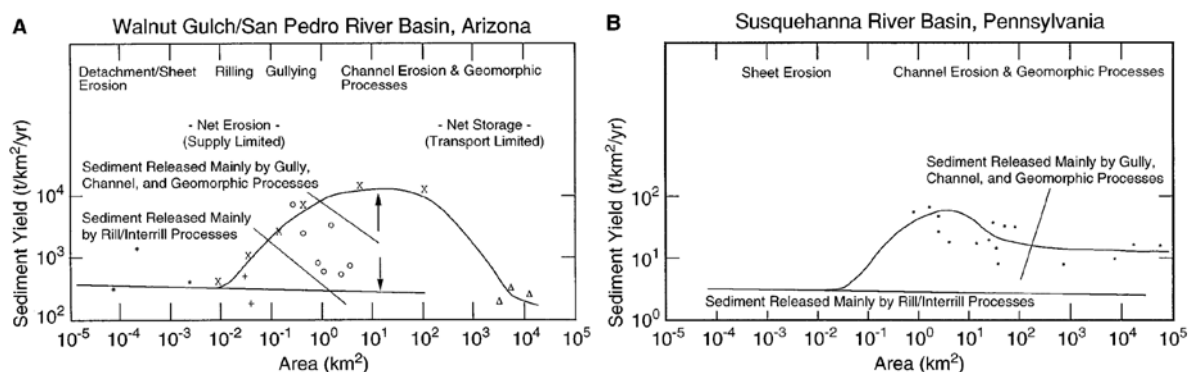 A
Walnut Gulch/San Pedro River Basin, Arizona
Detachment/Sheet
Erosion
Rilling
Gullying
Channel Erosion & Geomorphic
Processes
- Net Erosion -
(Supply Limited)
- Net Storage -
(Transport Limited)
Sediment Released Mainly by Gully,
Channel, and Geomorphic Processes
Sediment Released Mainly
by Rill/Interrill Processes
Sediment Yield (t/km²/yr)
10⁴
10³
10²
10⁻⁵ 10⁻⁴ 10⁻³ 10⁻² 10⁻¹ 10⁰ 10¹ 10² 10³ 10⁴ 10⁵
Area (km²)
B
Susquehanna River Basin, Pennsylvania
Sheet Erosion
Channel Erosion & Geomorphic Processes
Sediment Released Mainly by Gully,
Channel, and Geomorphic Processes
Sediment Released Mainly by Rill/Interrill Processes
Sediment Yield (t/km²/yr)
10²
10¹
10⁰
10⁻⁵ 10⁻⁴ 10⁻³ 10⁻² 10⁻¹ 10⁰ 10¹ 10² 10³ 10⁴ 10⁵
Area (km²)